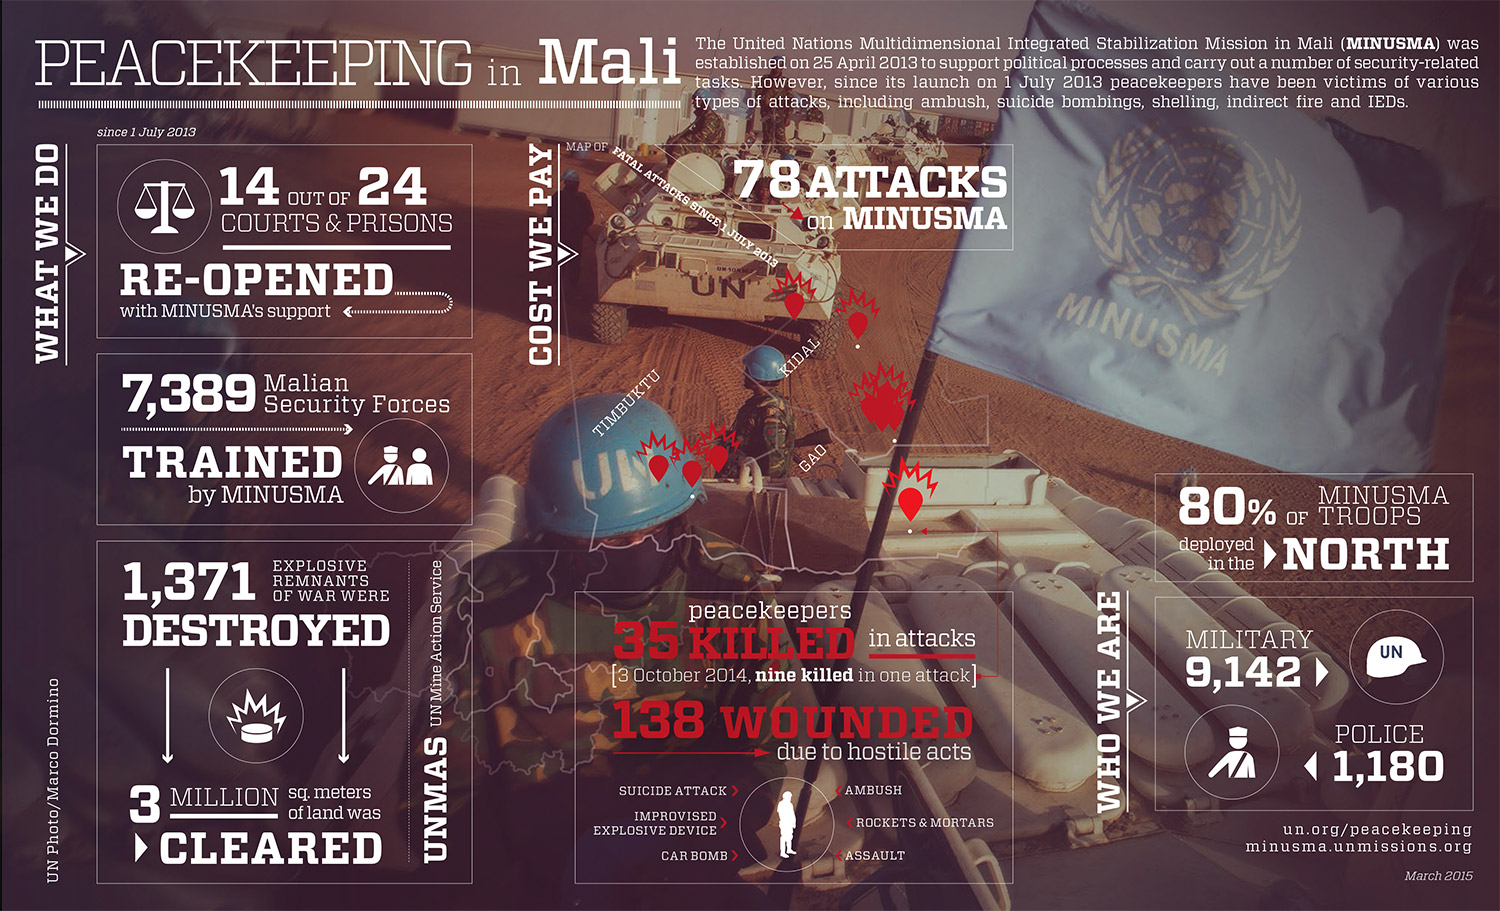 PEACEKEEPING in Mali
The United Nations Multidimensional Integrated Stabilization Mission in Mali (MINUSMA) was
established on 25 April 2013 to support political processes and carry out a number of security-related
tasks. However, since its launch on 1 July 2013 peacekeepers have been victims of various
types of attacks, including ambush, suicide bombings, shelling, indirect fire and IEDs.
since 1 July 2013
WHAT WE DO
14 OUT OF 24
COURTS & PRISONS
RE-OPENED
with MINUSMA's support
7,389 Malian
Security Forces
TRAINED
by MINUSMA
1,371 EXPLOSIVE
REMNANTS
OF WAR WERE
DESTROYED
3 MILLION sq. meters
of land was
CLEARED
UNMAS UN Mine Action Service
UN Photo/Marco Dormino
COST WE PAY
MAP OF FATAL ATTACKS SINCE 1 JULY 2013
78 ATTACKS
on MINUSMA
UN
MINUSMA
KIDAL
TIMBUKTU
GAO
UN
peacekeepers
35 KILLED in attacks
[3 October 2014, nine killed in one attack]
138 WOUNDED
due to hostile acts
SUICIDE ATTACK
IMPROVISED
EXPLOSIVE DEVICE
CAR BOMB
AMBUSH
ROCKETS & MORTARS
ASSAULT
WHO WE ARE
80% OF MINUSMA
TROOPS
deployed
in the NORTH
MILITARY
9,142
UN
POLICE
1,180
un.org/peacekeeping
minusma.unmissions.org
March 2015